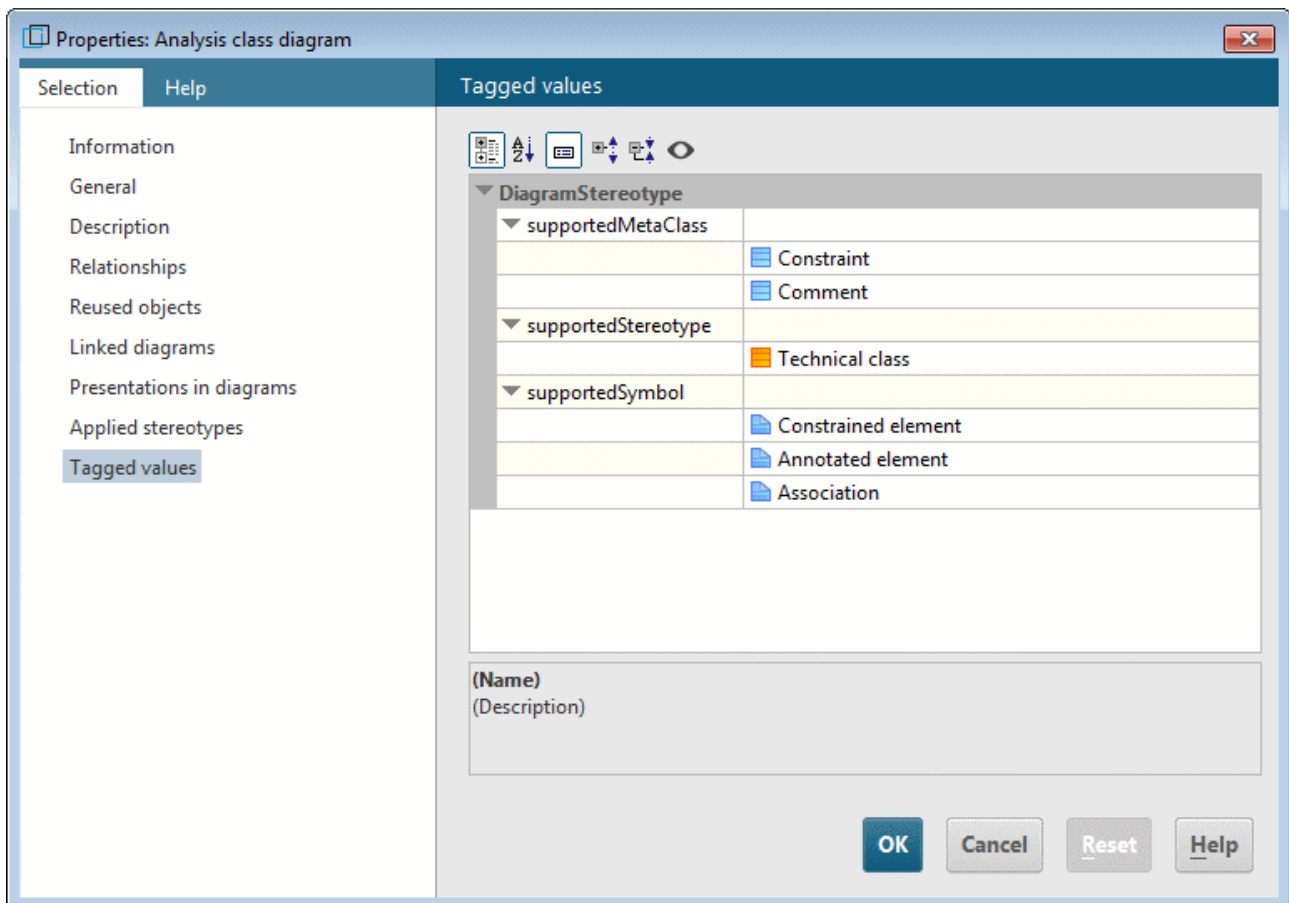 Properties: Analysis class diagram
Selection Help
Tagged values
Information
General
Description
Relationships
Reused objects
Linked diagrams
Presentations in diagrams
Applied stereotypes
Tagged values
A
Z
DiagramStereotype
supportedMetaClass
Constraint
Comment
supportedStereotype
Technical class
supportedSymbol
Constrained element
Annotated element
Association
(Name)
(Description)
OK Cancel Reset Help